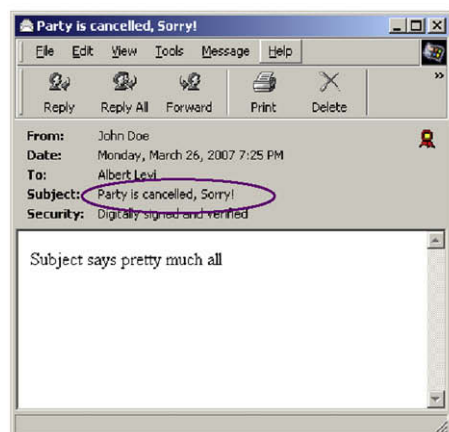 Party is cancelled, Sorry!
File Edit View Tools Message Help
Reply Reply All Forward Print Delete »
From: John Doe
Date: Monday, March 26, 2007 7:25 PM
To: Albert Levi
Subject: Party is cancelled, Sorry!
Security: Digitally signed and verified
Subject says pretty much all